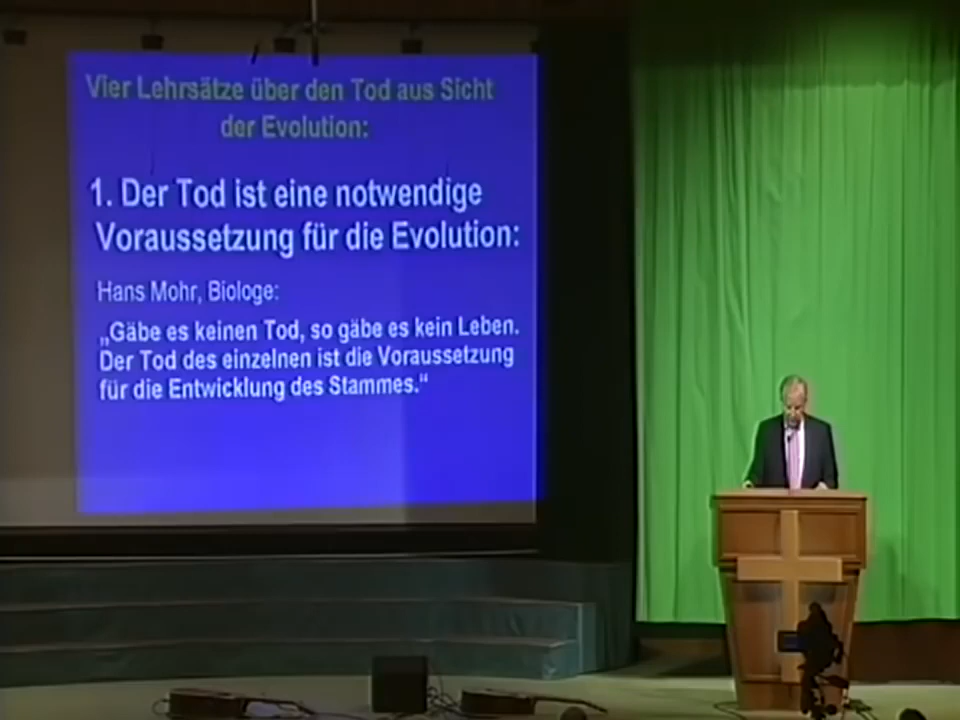 Vier Lehrsätze über den Tod aus Sicht
der Evolution:
1. Der Tod ist eine notwendige
Voraussetzung für die Evolution:
Hans Mohr, Biologe:
„Gäbe es keinen Tod, so gäbe es kein Leben.
Der Tod des einzelnen ist die Voraussetzung
für die Entwicklung des Stammes.“